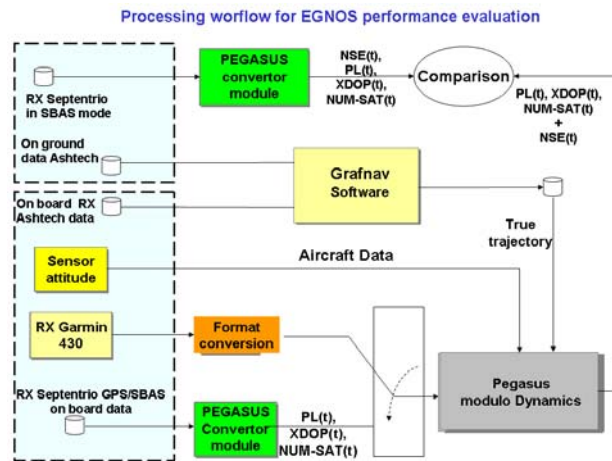 Processing worflow for EGNOS performance evaluation
RX Septentrio
in SBAS mode
PEGASUS
convertor
module
NSE(t),
PL(t),
XDOP(t),
NUM-SAT(t)
Comparison
PL(t), XDOP(t),
NUM-SAT(t)
+
NSE(t)
On ground
data Ashtech
Grafnav
Software
On board RX
Ashtech data
True
trajectory
Sensor
attitude
Aircraft Data
RX Garmin
430
Format
conversion
Pegasus
modulo Dynamics
RX Septentrio GPS/SBAS
on board data
PEGASUS
Convertor
module
PL(t),
XDOP(t),
NUM-SAT(t)